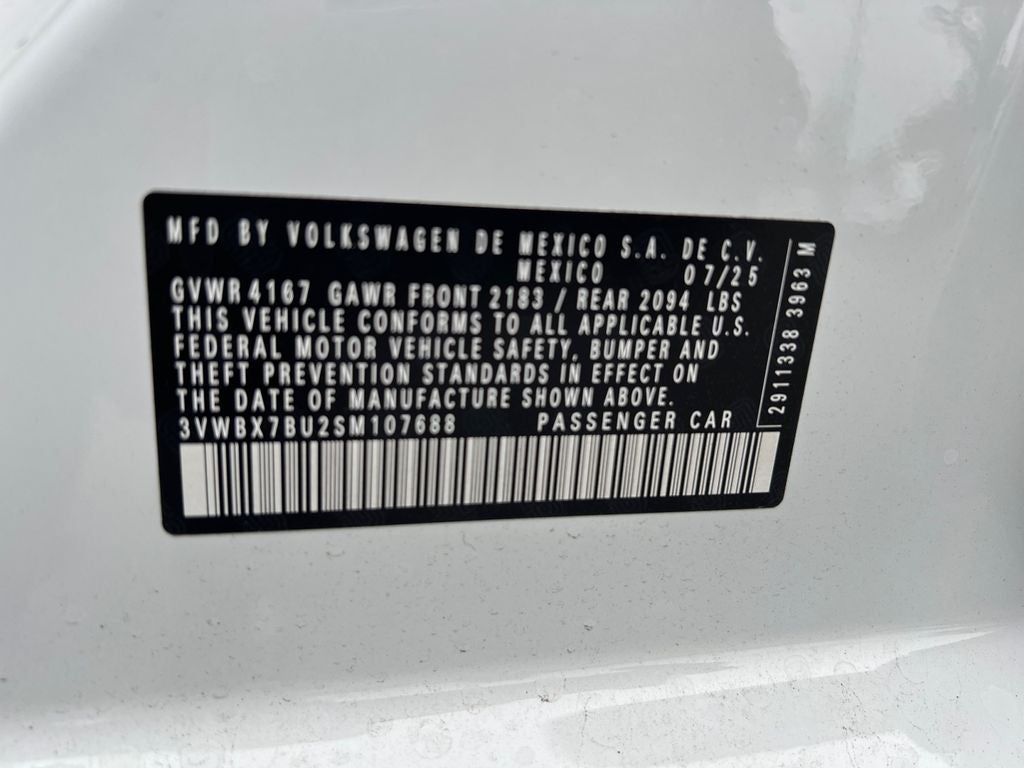 MFD BY VOLKSWAGEN DE MEXICO S.A. DE C.V.
MEXICO 07/25
GVWR 4167 GAWR FRONT 2183 / REAR 2094 LBS
THIS VEHICLE CONFORMS TO ALL APPLICABLE U.S.
FEDERAL MOTOR VEHICLE SAFETY, BUMPER AND
THEFT PREVENTION STANDARDS IN EFFECT ON
THE DATE OF MANUFACTURE SHOWN ABOVE.
3VWBX7BU2SM107688 PASSENGER CAR
2911338 3963 M